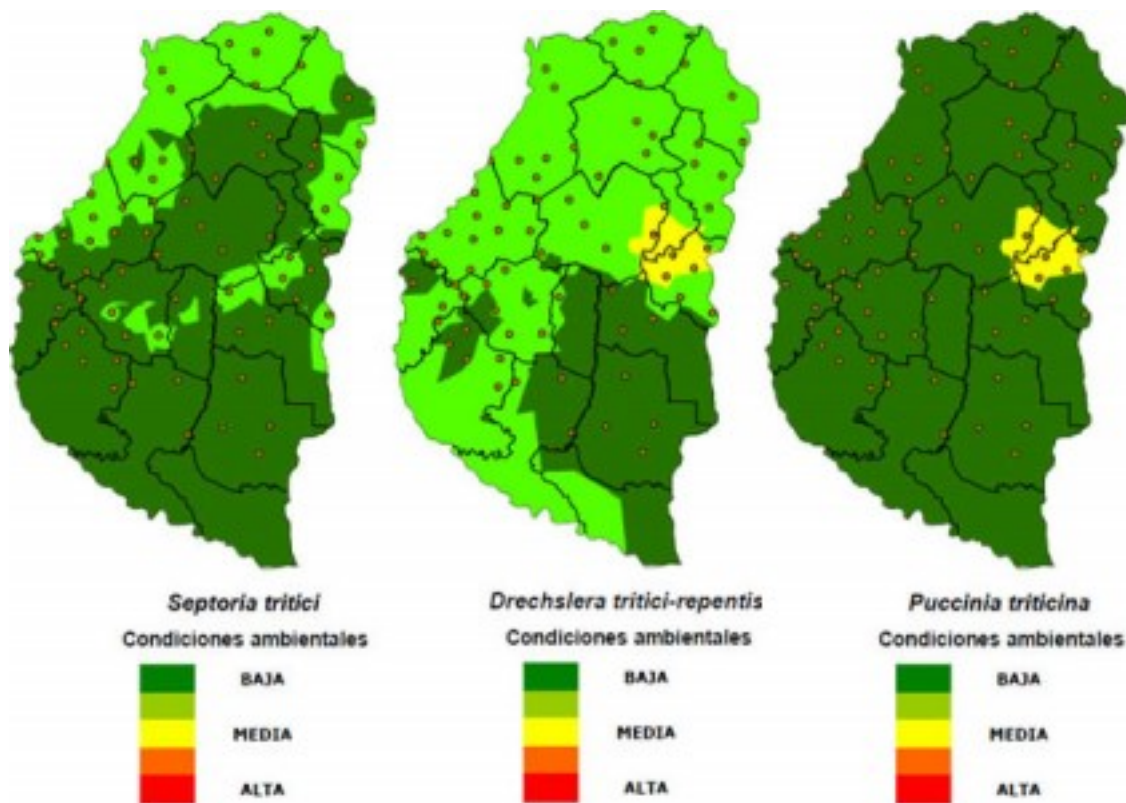 Septoria tritici
Condiciones ambientales
BAJA
MEDIA
ALTA
Drechslera tritici-repentis
Condiciones ambientales
BAJA
MEDIA
ALTA
Puccinia triticina
Condiciones ambientales
BAJA
MEDIA
ALTA